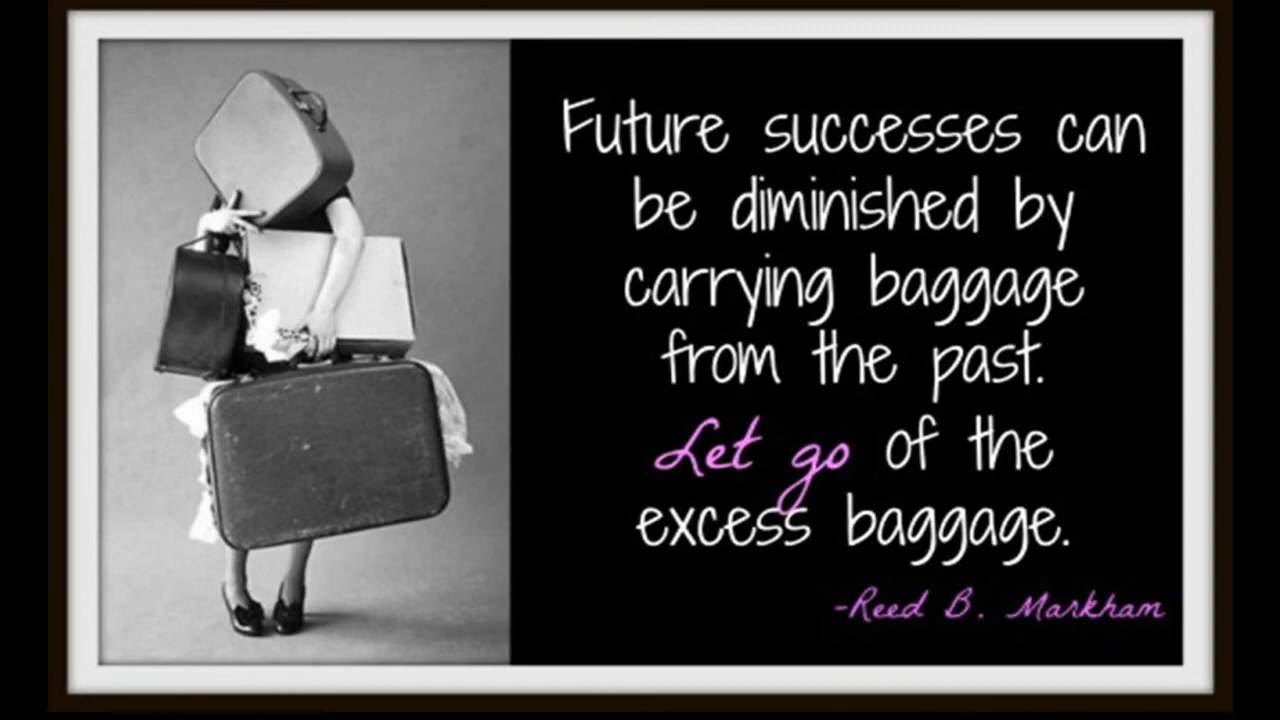 Future successes can
be diminished by
carrying baggage
from the past.
Let go of the
excess baggage.
-Reed B. Markham